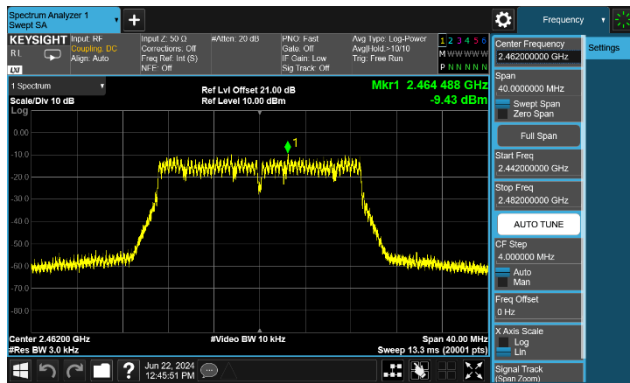 Spectrum Analyzer 1
Swept SA
+
Frequency
KEYSIGHT
Input: RF
Coupling: DC
Align: Auto
Input Z: 50 Ω
Corrections: Off
Freq Ref: Int (S)
NFE: Off
#Atten: 20 dB
PNO: Fast
Gate: Off
IF Gain: Low
Sig Track: Off
Avg Type: Log-Power
Avg|Hold:>10/10
Trig: Free Run
1 2 3 4 5 6
M W W W W W
P N N N N N
RL
LXI
1 Spectrum
Scale/Div 10 dB
Ref Lvl Offset 21.00 dB
Ref Level 10.00 dBm
Mkr1 2.464 488 GHz
-9.43 dBm
Log
0.00
-10.0
-20.0
-30.0
-40.0
-50.0
-60.0
-70.0
-80.0
1
Center 2.46200 GHz
#Res BW 3.0 kHz
#Video BW 10 kHz
Span 40.00 MHz
Sweep 13.3 ms (20001 pts)
?
Jun 22, 2024
12:45:51 PM
Center Frequency
2.462000000 GHz
Settings
Span
40.0000000 MHz
Swept Span
Zero Span
Full Span
Start Freq
2.442000000 GHz
Stop Freq
2.482000000 GHz
AUTO TUNE
CF Step
4.000000 MHz
Auto
Man
Freq Offset
0 Hz
X Axis Scale
Log
Lin
Signal Track
(Span Zoom)